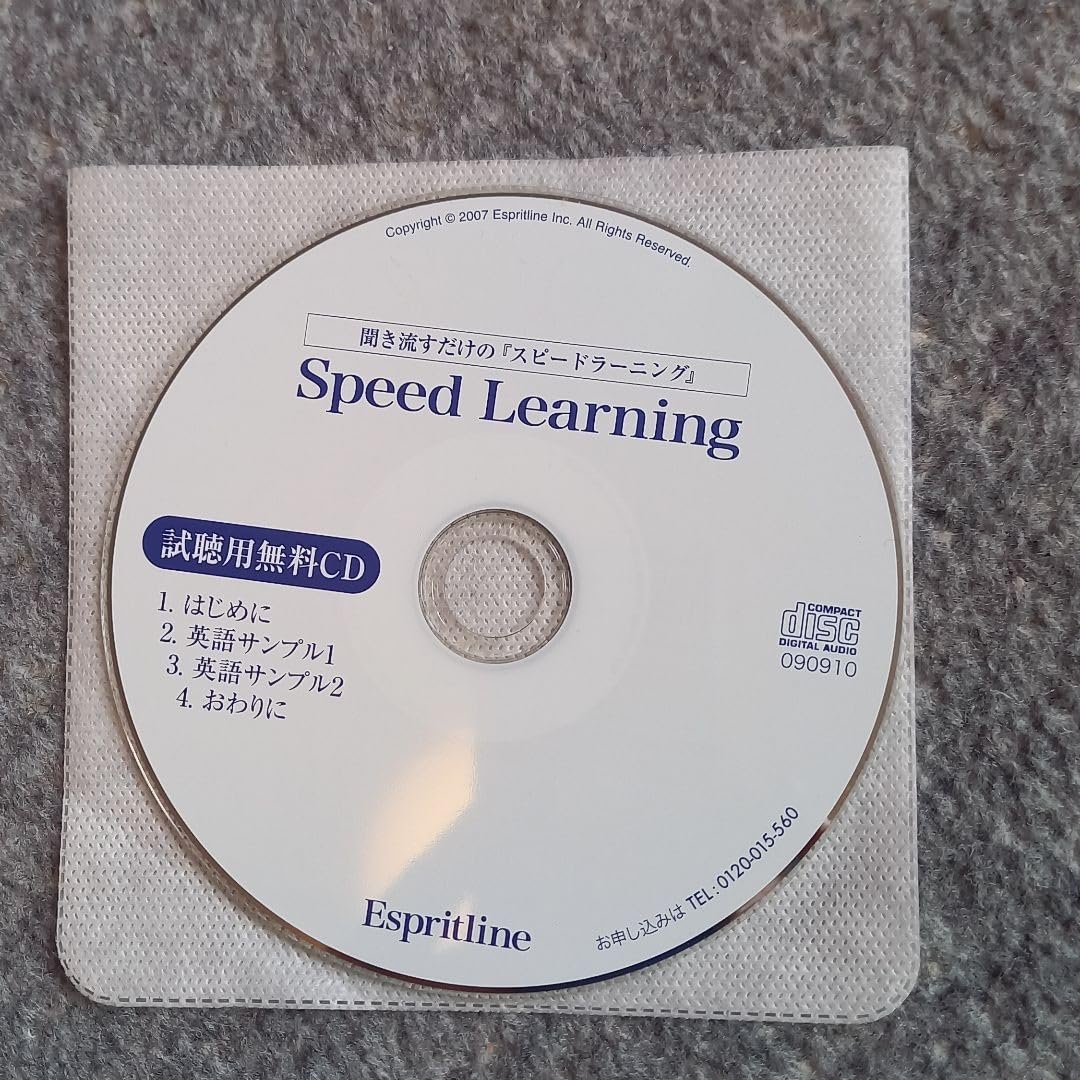 Copyright © 2007 Espritline Inc. All Rights Reserved.
聞き流すだけの『スピードラーニング』
Speed Learning
試聴用無料CD
1. はじめに
2. 英語サンプル1
3. 英語サンプル2
4. おわりに
COMPACT
disc
DIGITAL AUDIO
090910
お申し込みは TEL:0120-015-560
Espritline